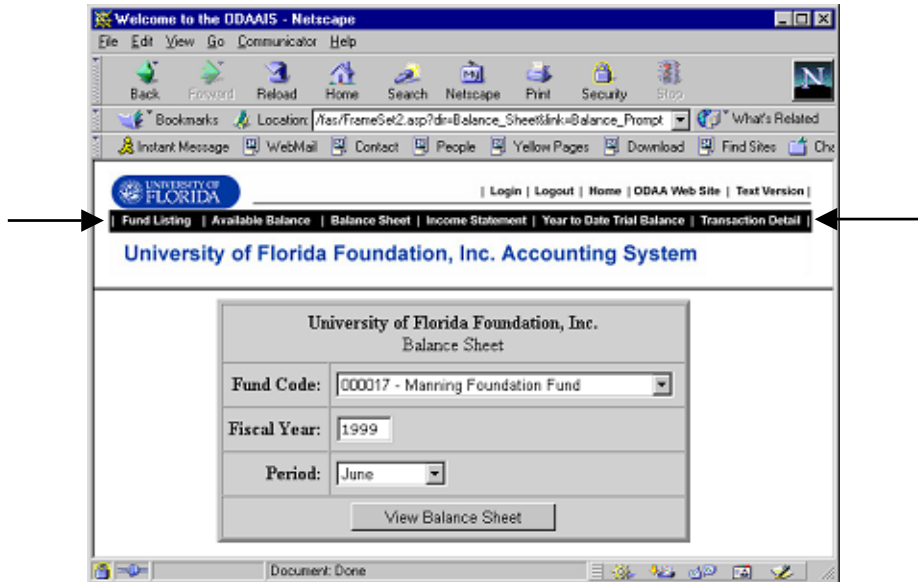 Welcome to the ODAAIS - Netscape
File Edit View Go Communicator Help
Back Forward Reload Home Search Netscape Print Security Stop
N
Bookmarks Location: /fas/FrameSet2.asp?dir=Balance_Sheet&link=Balance_Prompt What's Related
Instant Message WebMail Contact People Yellow Pages Download Find Sites Cha
UNIVERSITY OF
FLORIDA
| Login | Logout | Home | ODAA Web Site | Text Version |
| Fund Listing | Available Balance | Balance Sheet | Income Statement | Year to Date Trial Balance | Transaction Detail |
University of Florida Foundation, Inc. Accounting System
University of Florida Foundation, Inc.
Balance Sheet
Fund Code: 000017 - Manning Foundation Fund
Fiscal Year: 1999
Period: June
View Balance Sheet
Document: Done